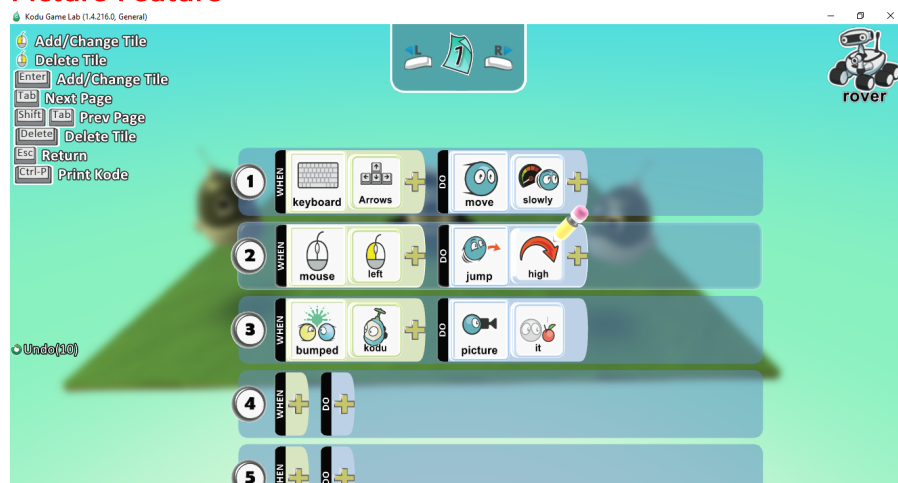 Picture Feature
Kodu Game Lab (1.4.216.0, General)
Add/Change Tile
Delete Tile
Enter Add/Change Tile
Tab Next Page
Shift Tab Prev Page
Delete Delete Tile
Esc Return
Ctrl-P Print Kode
L 1 R
rover
1 WHEN keyboard Arrows DO move slowly
2 WHEN mouse left DO jump high
3 WHEN bumped kodu DO picture it
Undo(10)
4 WHEN DO
5 WHEN DO